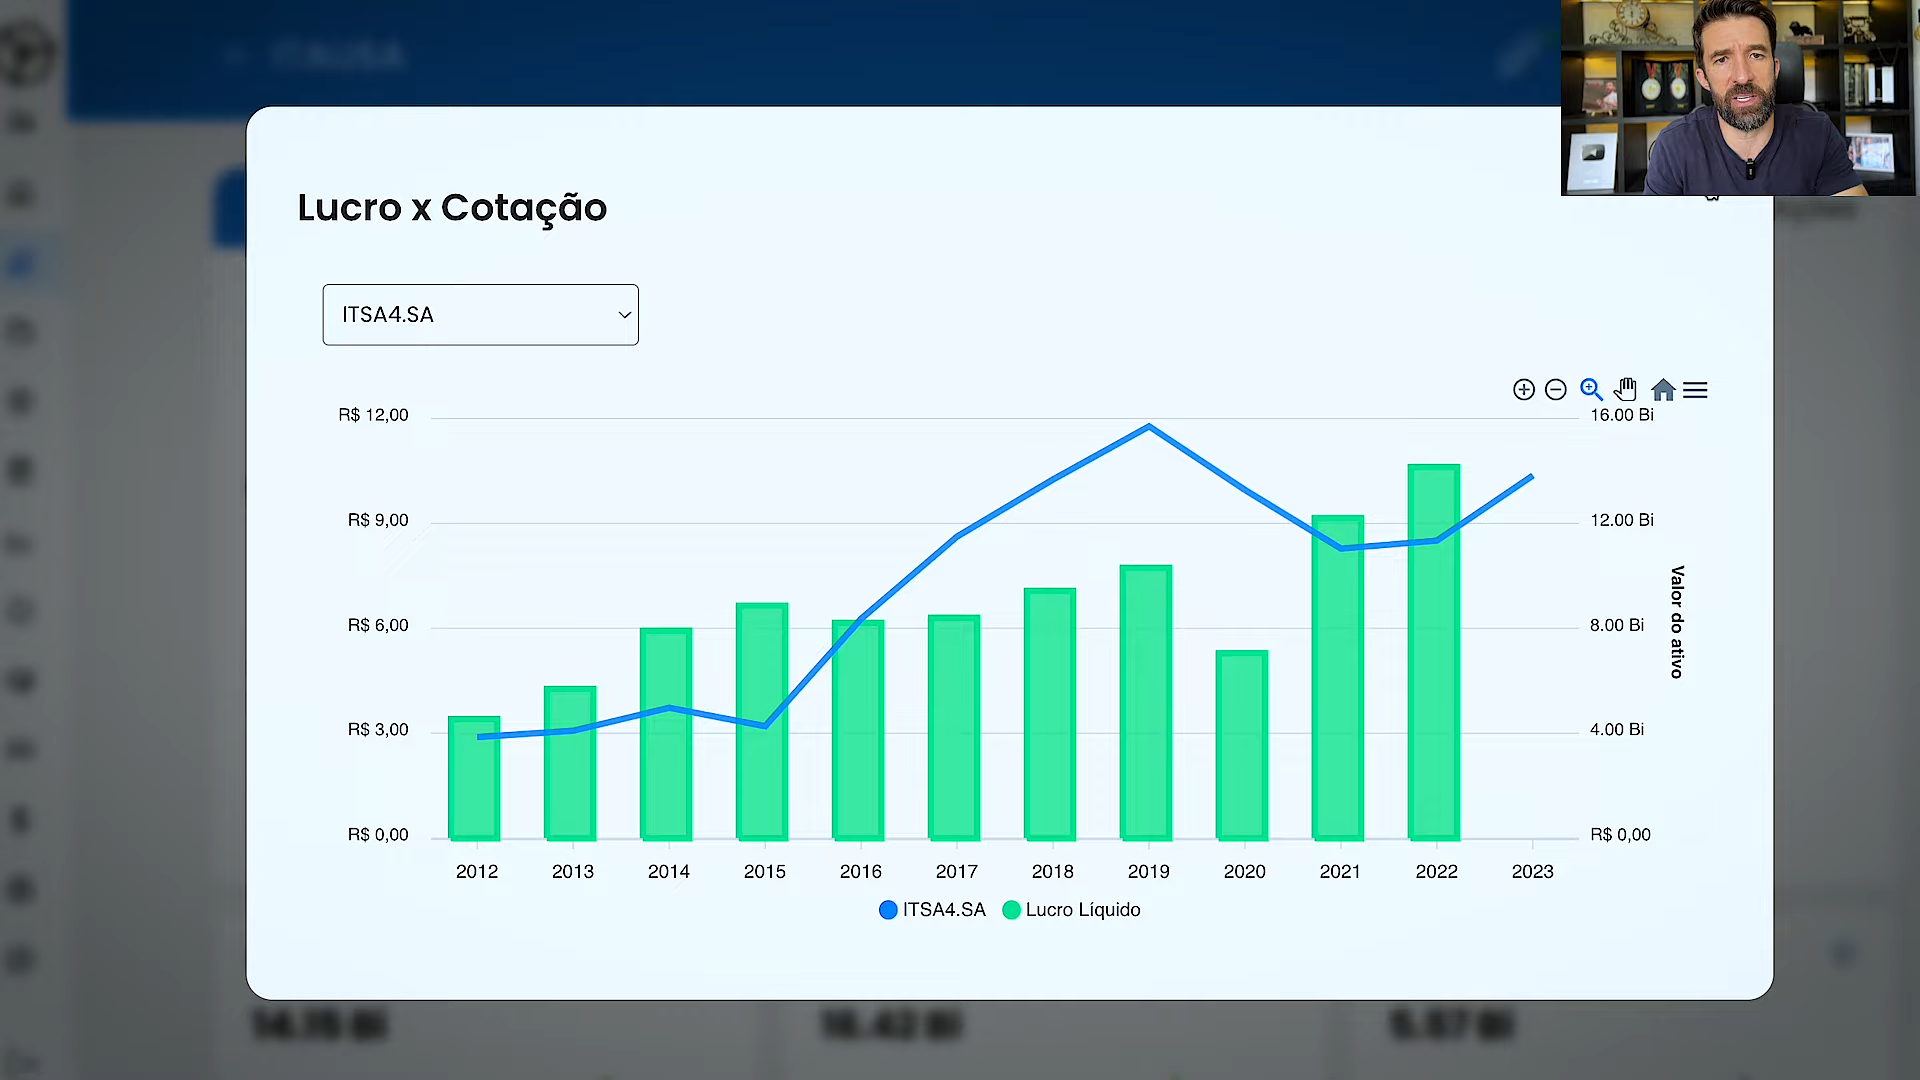 ITAÚSA
Lucro x Cotação
ITSA4.SA
R$ 12,00
R$ 9,00
R$ 6,00
R$ 3,00
R$ 0,00
16.00 Bi
12.00 Bi
8.00 Bi
4.00 Bi
R$ 0,00
Valor do ativo
2012 2013 2014 2015 2016 2017 2018 2019 2020 2021 2022 2023
ITSA4.SA Lucro Líquido